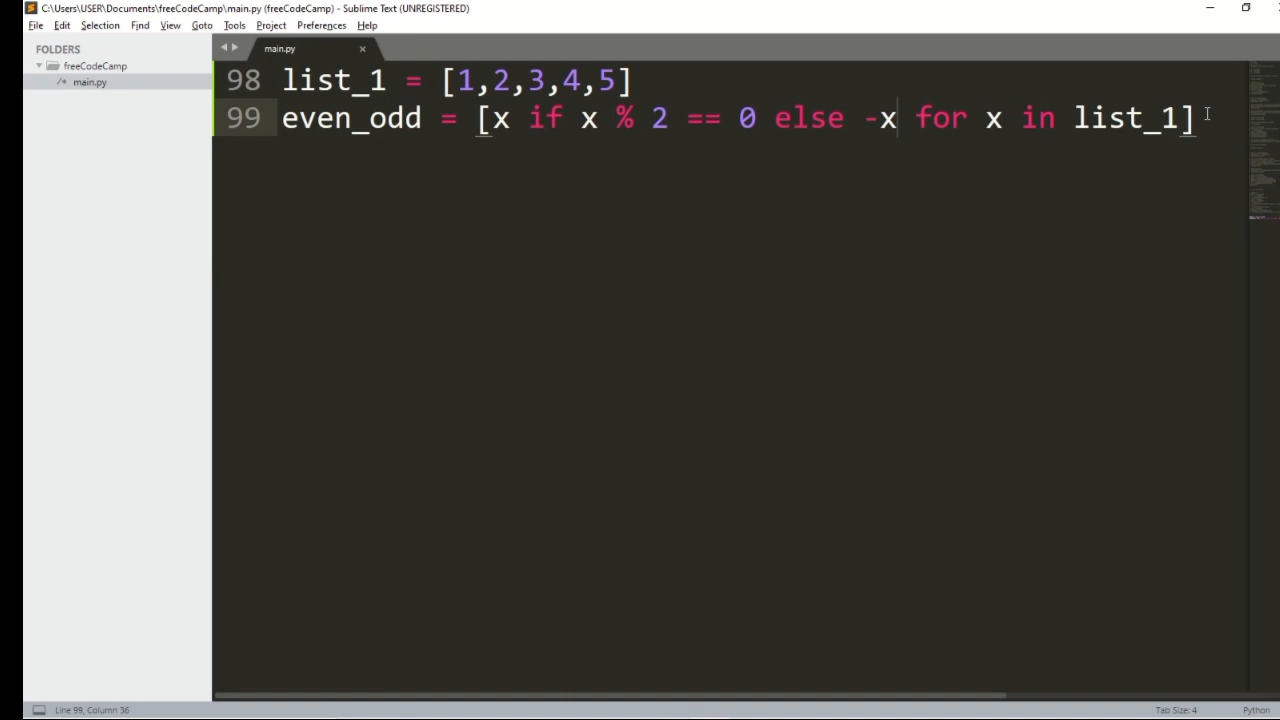 C:\Users\USER\Documents\freeCodeCamp\main.py (freeCodeCamp) - Sublime Text (UNREGISTERED)
File Edit Selection Find View Goto Tools Project Preferences Help
FOLDERS
freeCodeCamp
/* main.py
main.py ×
98 list_1 = [1,2,3,4,5]
99 even_odd = [x if x % 2 == 0 else -x for x in list_1]
Line 99, Column 36 Tab Size: 4 Python